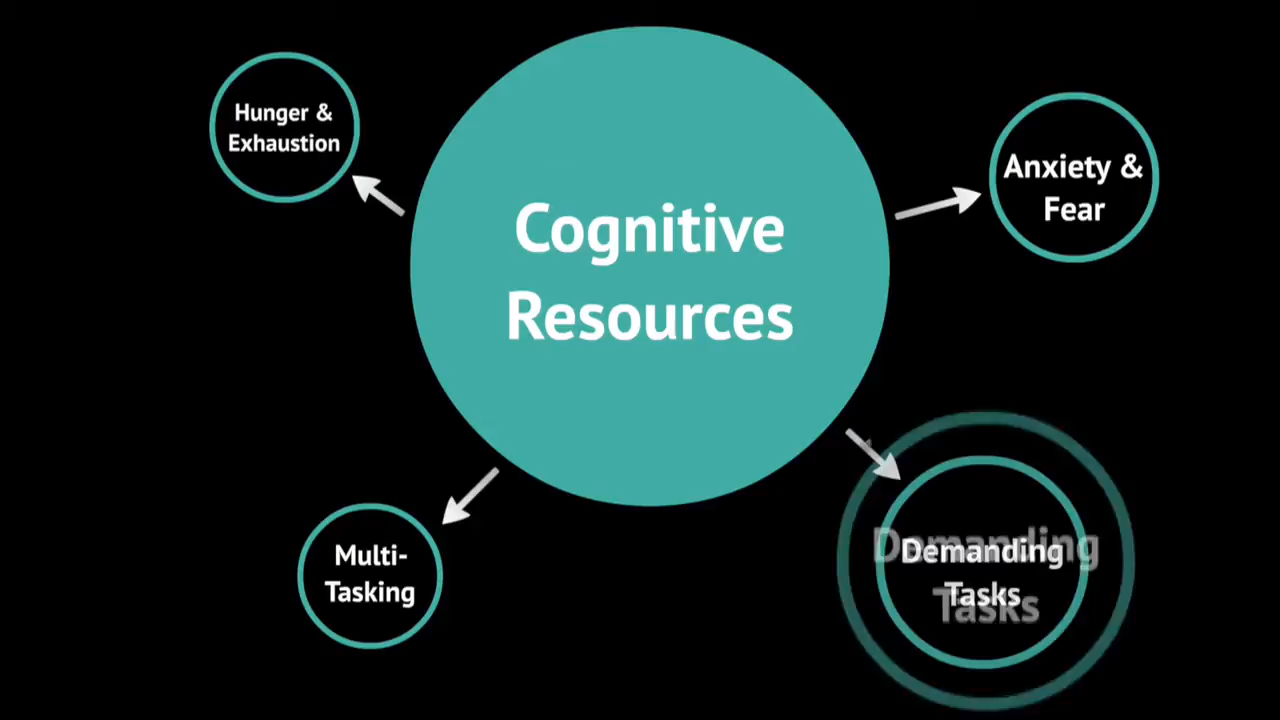 Hunger &
Exhaustion
Cognitive
Resources
Anxiety &
Fear
Multi-
Tasking
Demanding
Tasks